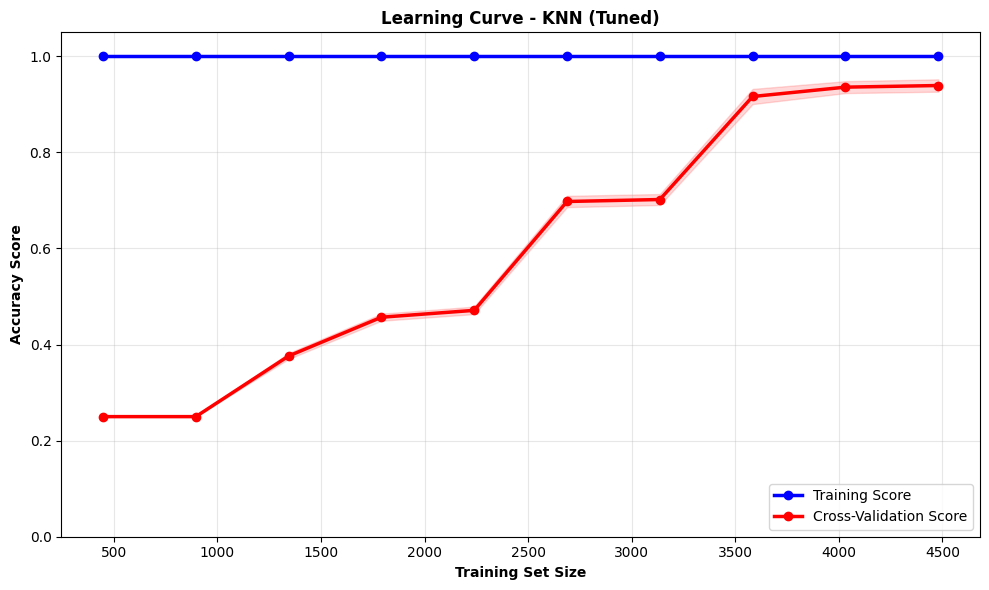 Learning Curve - KNN (Tuned)
1.0
0.8
0.6
0.4
0.2
0.0
Accuracy Score
Training Score
Cross-Validation Score
500 1000 1500 2000 2500 3000 3500 4000 4500
Training Set Size